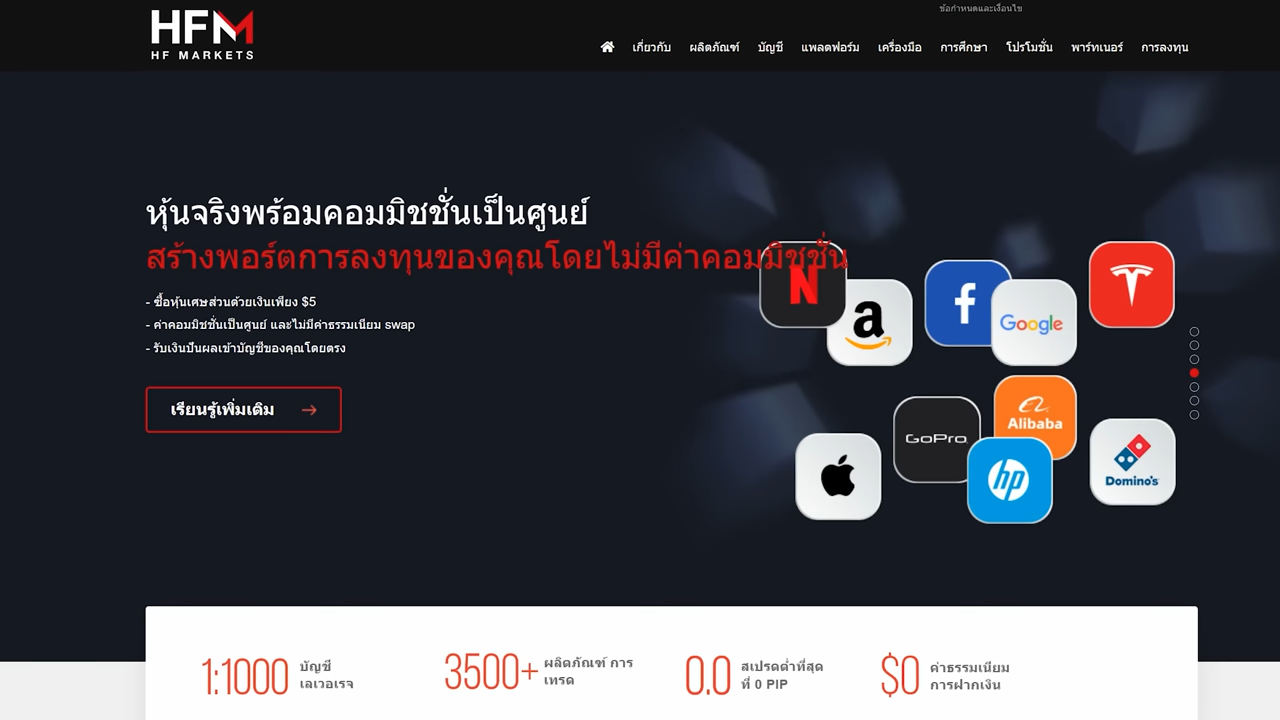 HFM
HF MARKETS
ข้อกำหนดและเงื่อนไข
เกี่ยวกับ ผลิตภัณฑ์ บัญชี แพลตฟอร์ม เครื่องมือ การศึกษา โปรโมชั่น พาร์ทเนอร์ การลงทุน
หุ้นจริงพร้อมคอมมิชชั่นเป็นศูนย์
สร้างพอร์ตการลงทุนของคุณโดยไม่มีค่าคอมมิชชั่น
- ซื้อหุ้นเศษส่วนด้วยเงินเพียง $5
- ค่าคอมมิชชั่นเป็นศูนย์ และไม่มีค่าธรรมเนียม swap
- รับเงินปันผลเข้าบัญชีของคุณโดยตรง
เรียนรู้เพิ่มเติม
N
a
f
Google
T
GoPro
Alibaba
hp
Domino's
1:1000
บัญชี
เลเวอเรจ
3500+
ผลิตภัณฑ์ การ
เทรด
0.0
สเปรดต่ำที่สุด
ที่ 0 PIP
$0
ค่าธรรมเนียม
การฝากเงิน